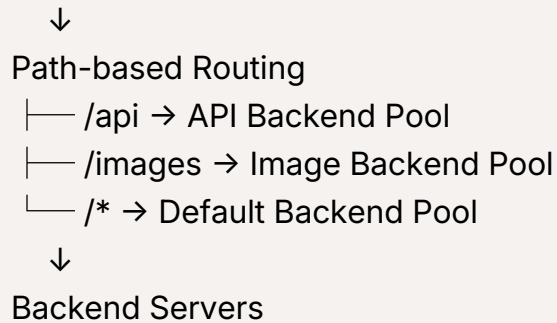 ↓
Path-based Routing
├── /api → API Backend Pool
├── /images → Image Backend Pool
└── /* → Default Backend Pool
↓
Backend Servers